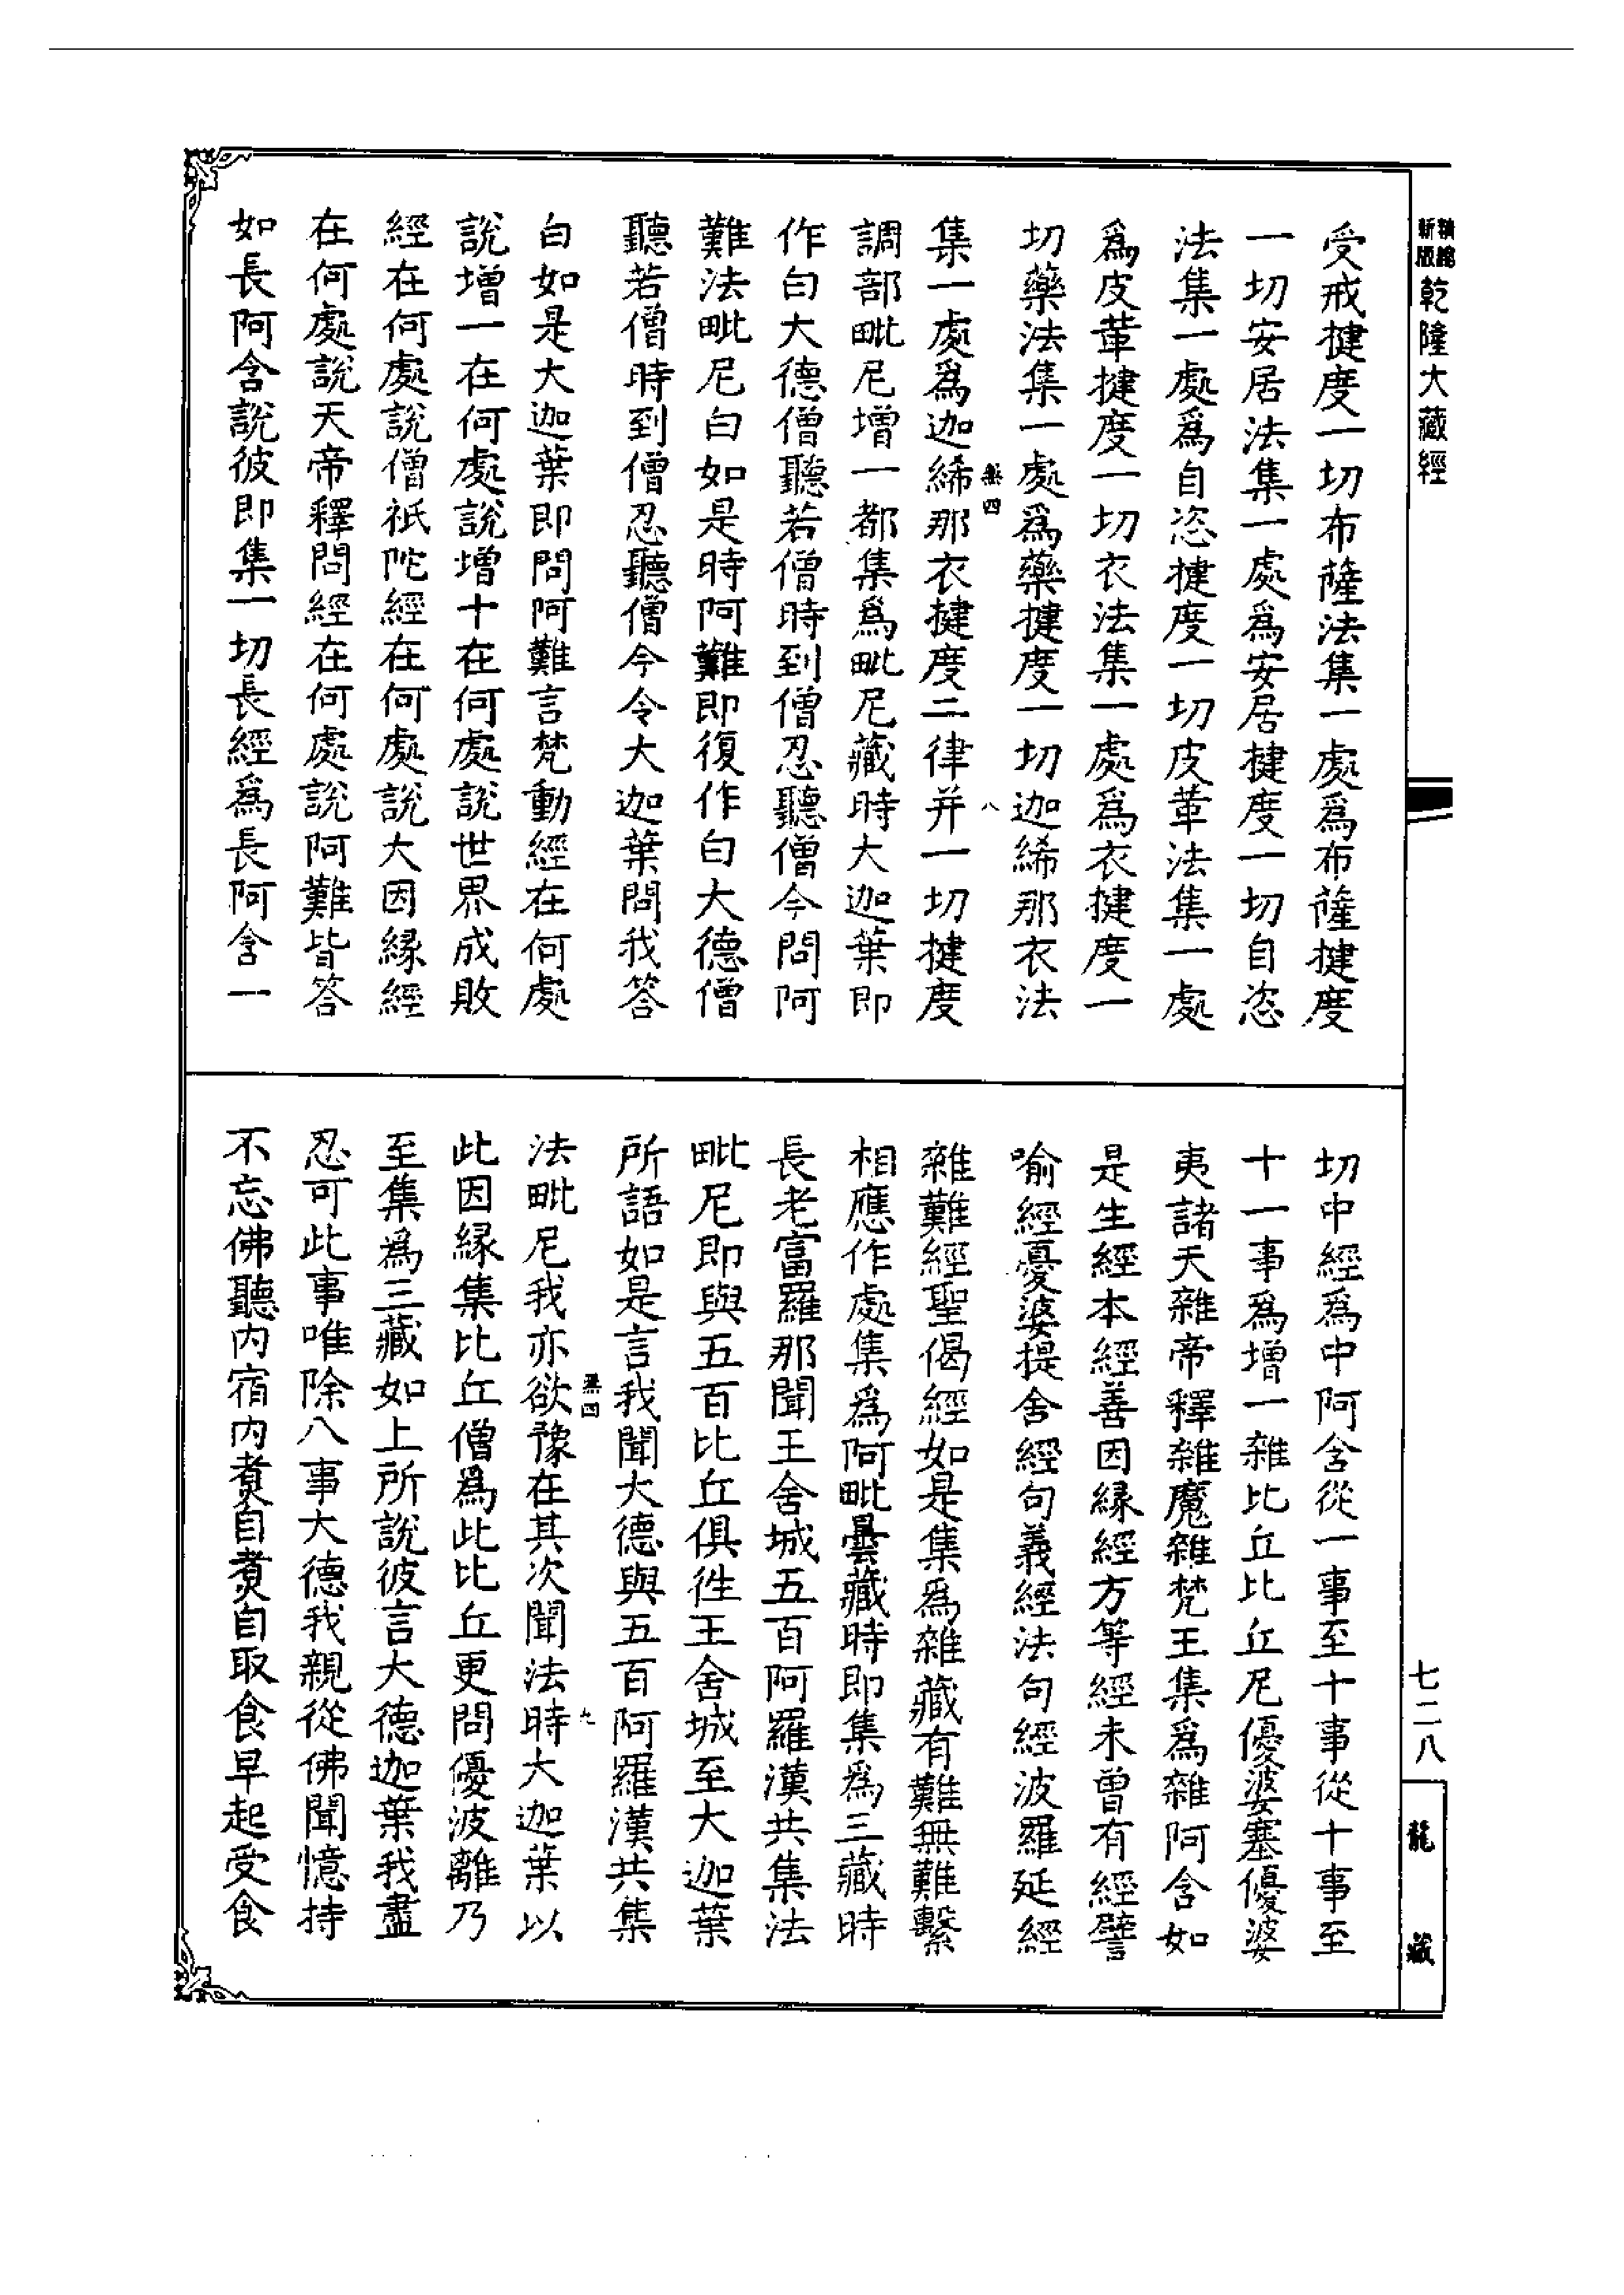 新版
精縮
乾隆大藏經
受戒揵度一切布薩法集一處爲布薩揵度
一切安居法集一處爲安居揵度一切自恣
法集一處爲自恣揵度一切皮革法集一處
爲皮革揵度一切衣法集一處爲衣揵度一
切藥法集一處爲藥揵度一切迦絺那衣法
集一處爲迦絺那衣揵度二律并一切揵度
調部毗尼增一都集爲毗尼藏時大迦葉即
作白大德僧聽若僧時到僧忍聽僧今問阿
難法毗尼白如是時阿難即復作白大德僧
聽若僧時到僧忍聽僧今令大迦葉問我答
白如是大迦葉即問阿難言梵動經在何處
說增一在何處說增十在何處說世界成敗
經在何處說僧祇陀經在何處說大因緣經
在何處說天帝釋問經在何處說阿難皆答
如長阿含說彼即集一切長經爲長阿含一
切中經爲中阿含從一事至十事從十事至
十一事爲增一雜比丘比丘尼優婆塞優婆
夷諸天雜帝釋雜魔雜梵王集爲雜阿含如
是生經本經善因緣經方等經未曾有經譬
喻經憂婆提舍經句義經法句經波羅延經
雜難經聖偈經如是集爲雜藏有難無難繫
相應作處集爲阿毗曇藏時即集爲三藏時
長老富羅那聞王舍城五百阿羅漢共集法
毗尼即與五百比丘俱徃王舍城至大迦葉
所語如是言我聞大德與五百阿羅漢共集
法毗尼我亦欲豫在其次聞法時大迦葉以
此因緣集比丘僧爲此比丘更問優波離乃
至集爲三藏如上所說彼言大德迦葉我盡
忍可此事唯除八事大德我親從佛聞憶持
不忘佛聽内宿内煑自煑自取食早起受食
七二八
龍藏